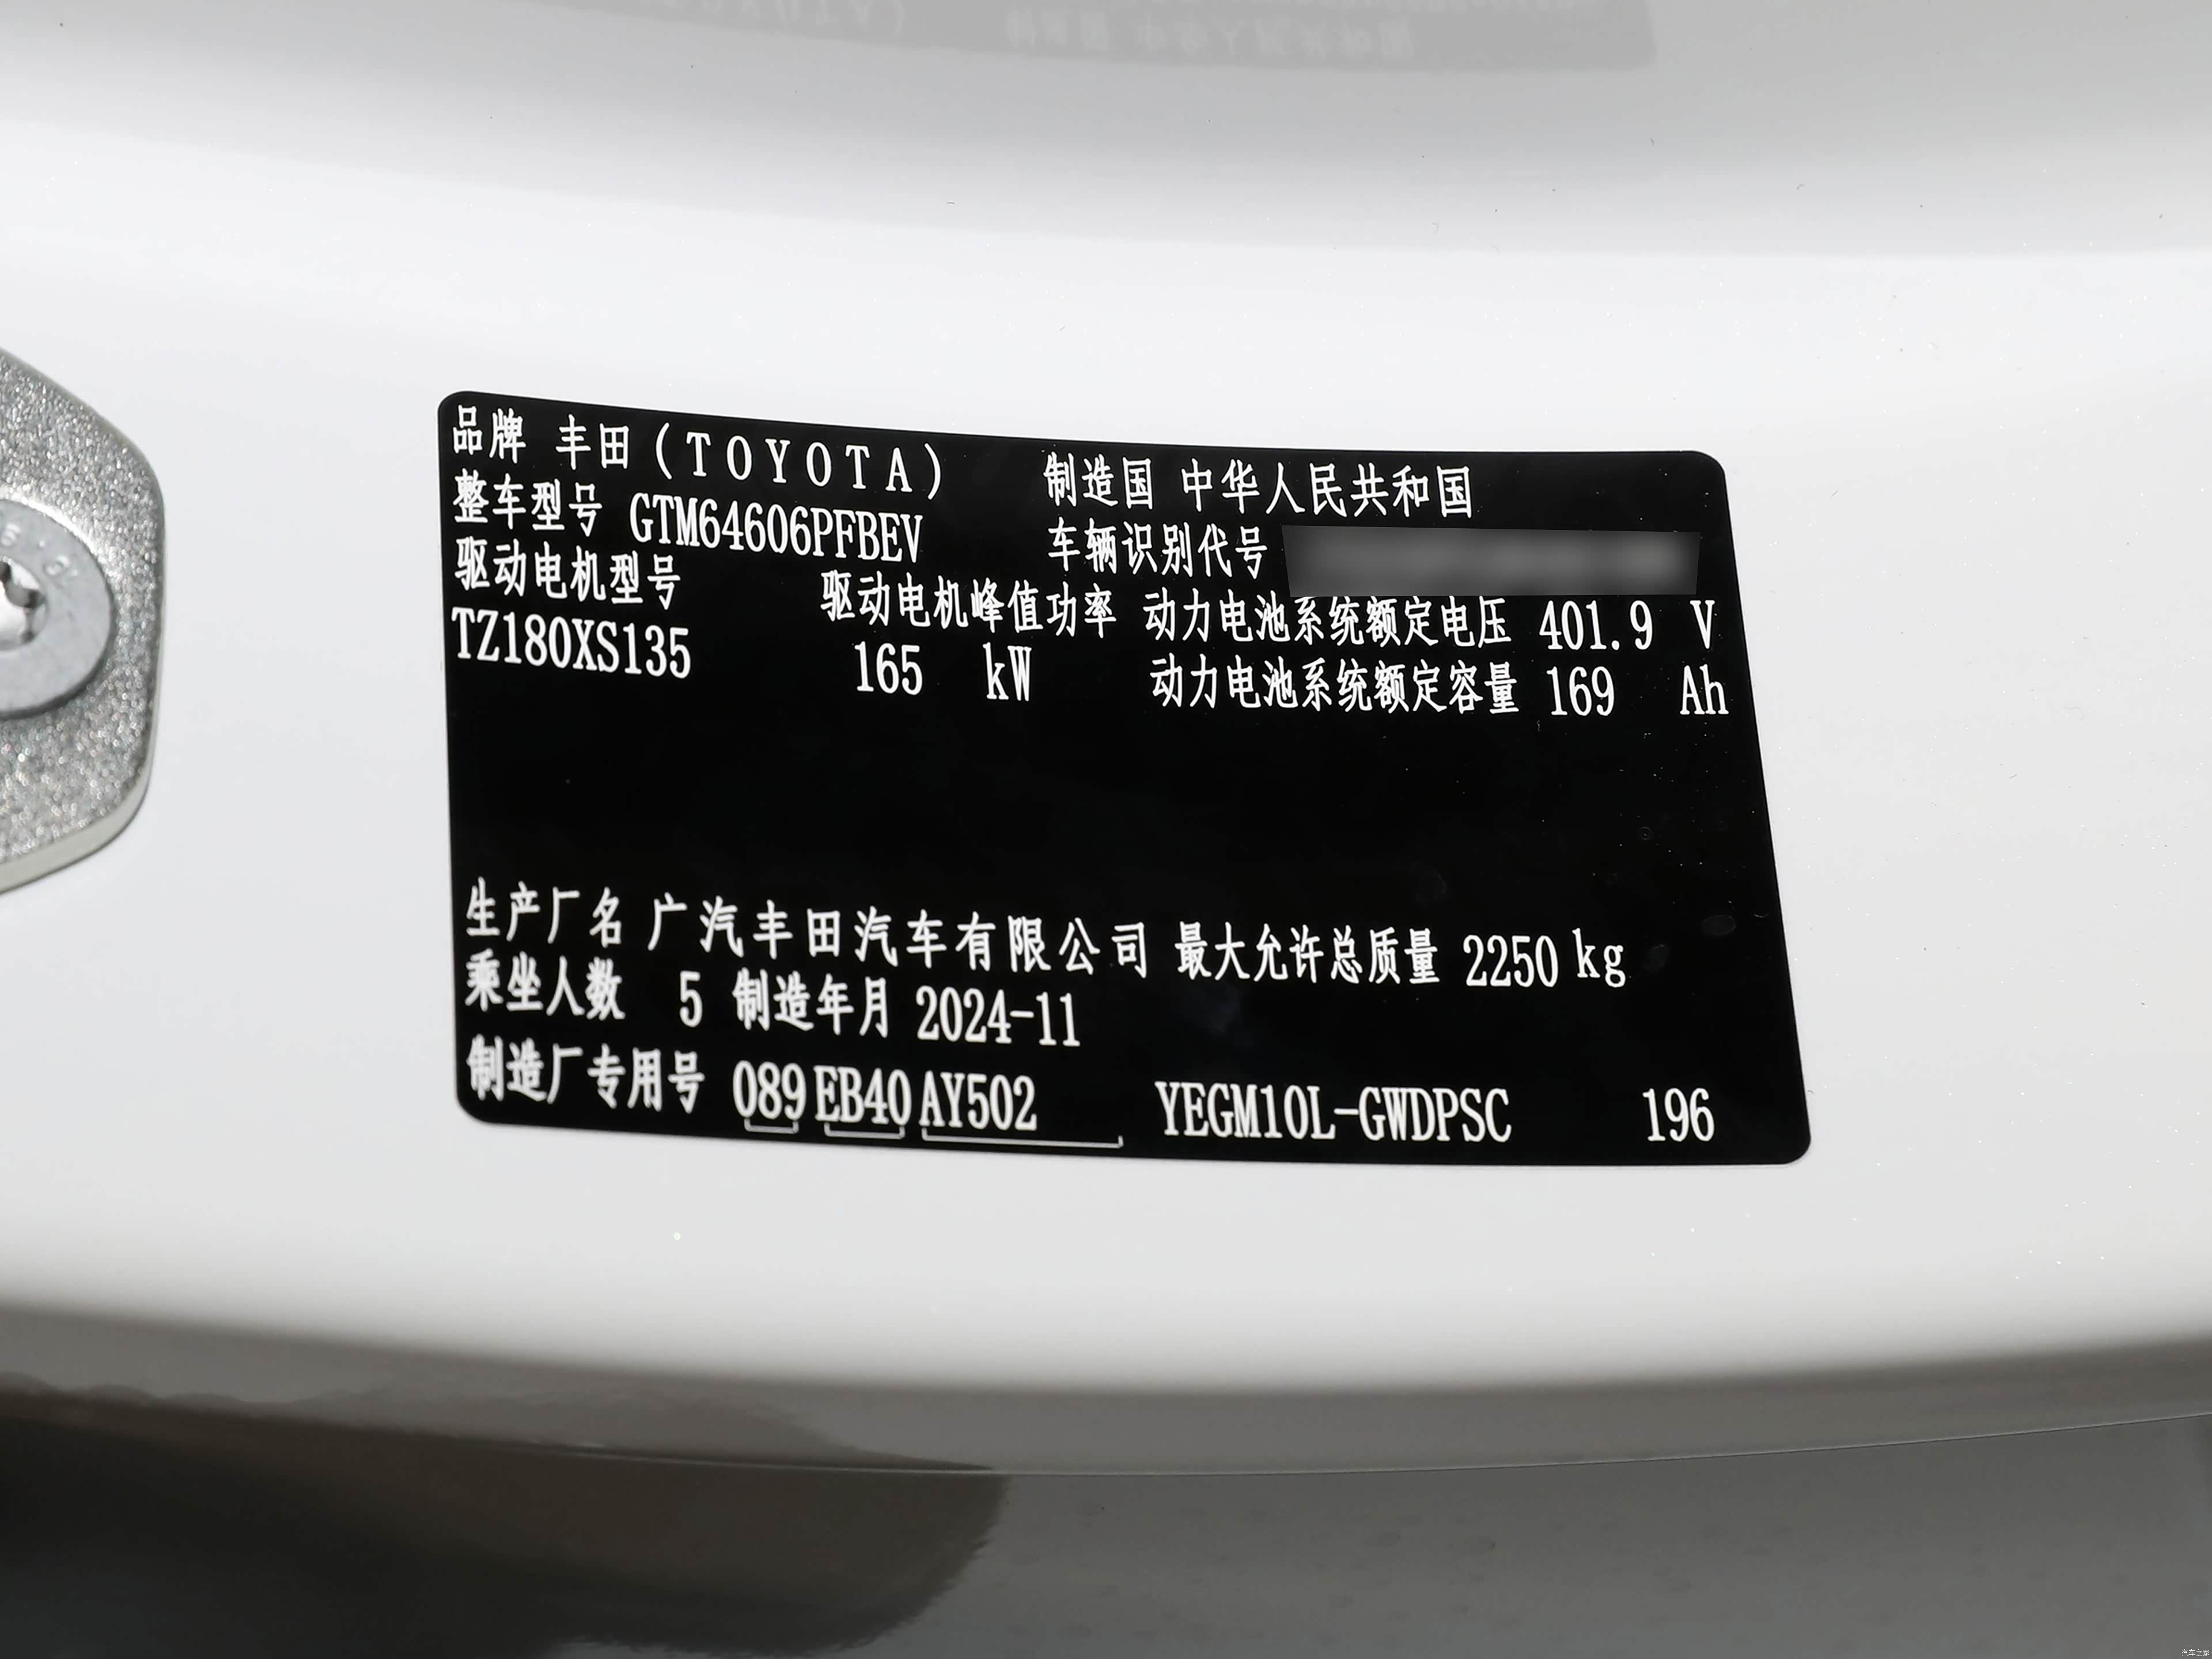 品牌 丰田(TOYOTA) 制造国 中华人民共和国
整车型号 GTM64606PFBEV 车辆识别代号
驱动电机型号 驱动电机峰值功率 动力电池系统额定电压 401.9 V
TZ180XS135 165 kW 动力电池系统额定容量 169 Ah
生产厂名 广汽丰田汽车有限公司 最大允许总质量 2250 kg
乘坐人数 5 制造年月 2024-11
制造厂专用号 089 EB40 AY502 YEGM10L-GWDPSC 196
汽车之家